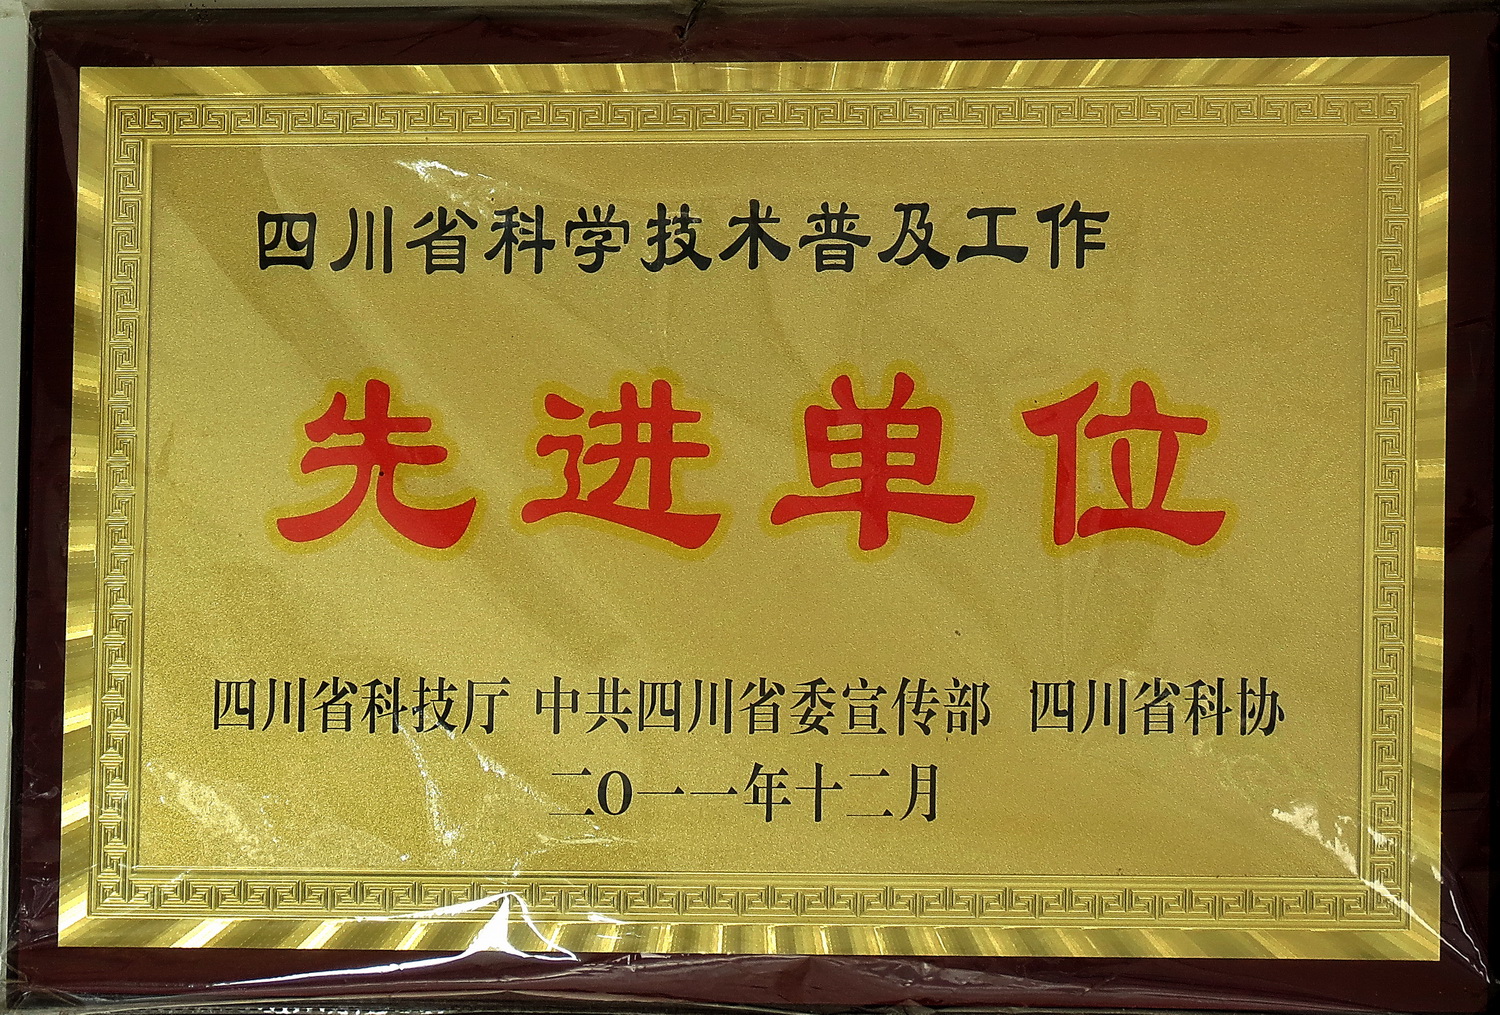 四川省科学技术普及工作
先进单位
四川省科技厅 中共四川省委宣传部 四川省科协
二O一一年十二月